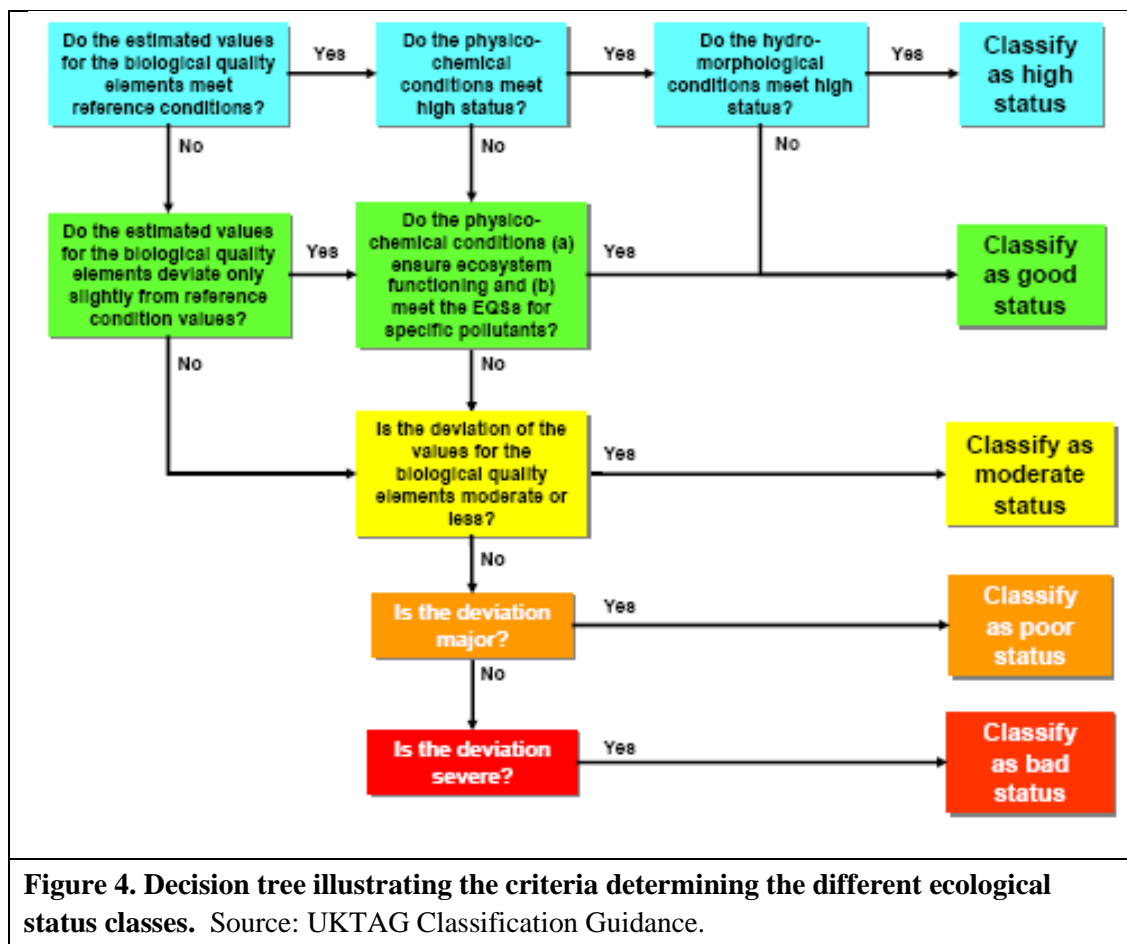 Do the estimated values
for the biological quality
elements meet
reference conditions?
Yes
Do the physico-
chemical
conditions meet
high status?
Yes
Do the hydro-
morphological
conditions meet high
status?
Yes
Classify
as high
status
No
No
No
Do the estimated values
for the biological quality
elements deviate only
slightly from reference
condition values?
Yes
Do the physico-
chemical conditions (a)
ensure ecosystem
functioning and (b)
meet the EQSs for
specific pollutants?
Yes
Classify
as good
status
No
No
Is the deviation of the
values for the
biological quality
elements moderate or
less?
Yes
Classify as
moderate
status
No
Is the deviation
major?
Yes
Classify
as poor
status
No
Is the deviation
severe?
Yes
Classify
as bad
status
Figure 4. Decision tree illustrating the criteria determining the different ecological
status classes. Source: UKTAG Classification Guidance.